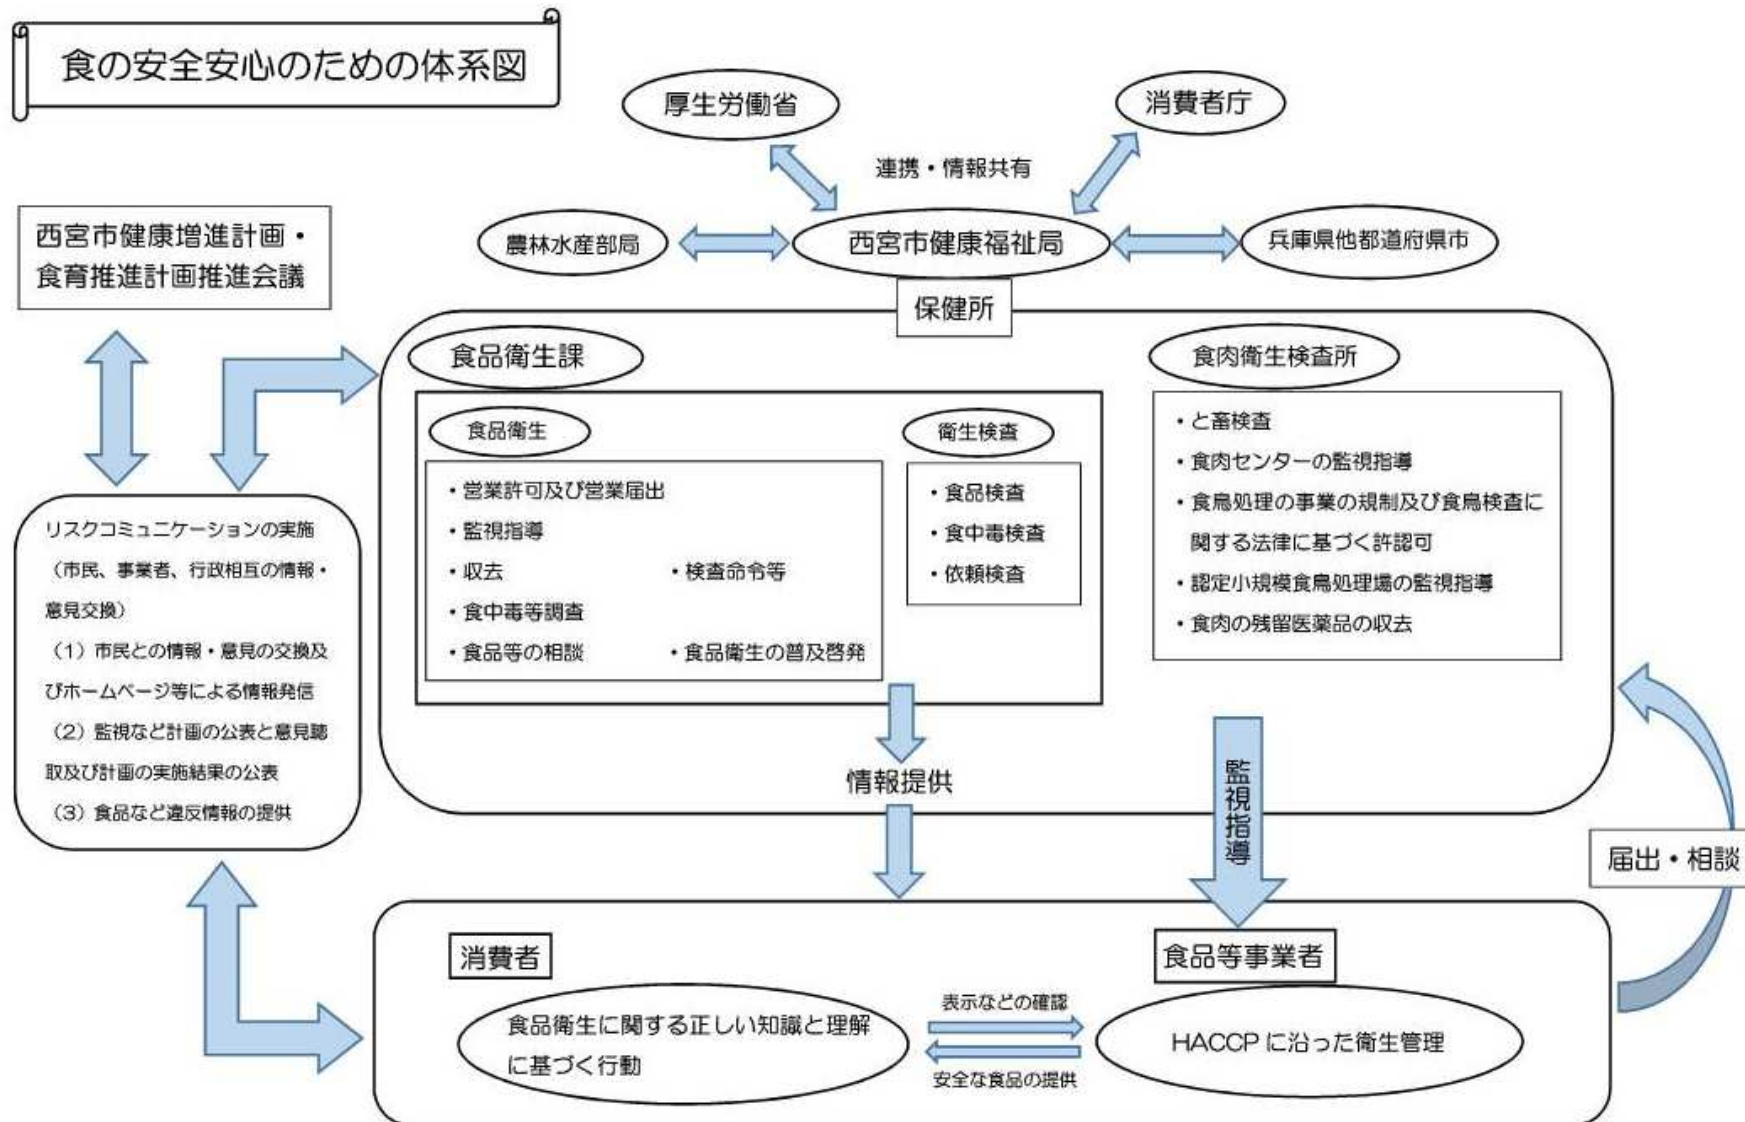 食の安全安心のための体系図
厚生労働省
消費者庁
連携・情報共有
農林水産部局
西宮市健康福祉局
兵庫県他都道府県市
西宮市健康増進計画・
食育推進計画推進会議
保健所
食品衛生課
食肉衛生検査所
食品衛生
・営業許可及び営業届出
・監視指導
・収去 ・検査命令等
・食中毒等調査
・食品等の相談 ・食品衛生の普及啓発
衛生検査
・食品検査
・食中毒検査
・依頼検査
・と畜検査
・食肉センターの監視指導
・食鳥処理の事業の規制及び食鳥検査に
関する法律に基づく許認可
・認定小規模食鳥処理場の監視指導
・食肉の残留医薬品の収去
リスクコミュニケーションの実施
（市民、事業者、行政相互の情報・
意見交換）
（1）市民との情報・意見の交換及
びホームページ等による情報発信
（2）監視など計画の公表と意見聴
取及び計画の実施結果の公表
（3）食品など違反情報の提供
情報提供
監視指導
届出・相談
消費者
食品衛生に関する正しい知識と理解
に基づく行動
表示などの確認
安全な食品の提供
食品等事業者
HACCP に沿った衛生管理